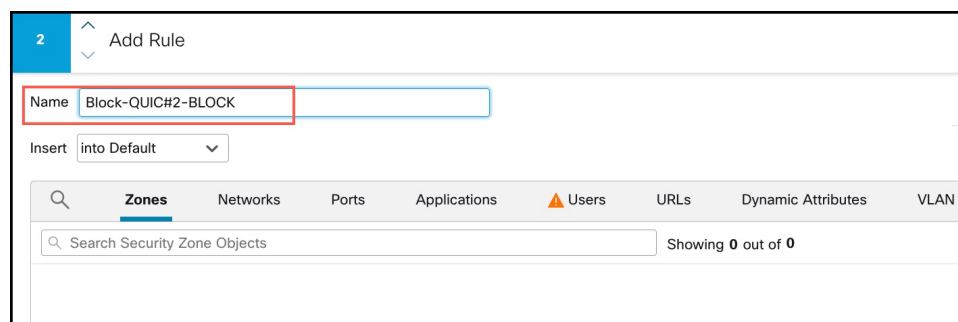 2 Add Rule
Name Block-QUIC#2-BLOCK
Insert into Default
Zones Networks Ports Applications Users URLs Dynamic Attributes VLAN
Search Security Zone Objects Showing 0 out of 0